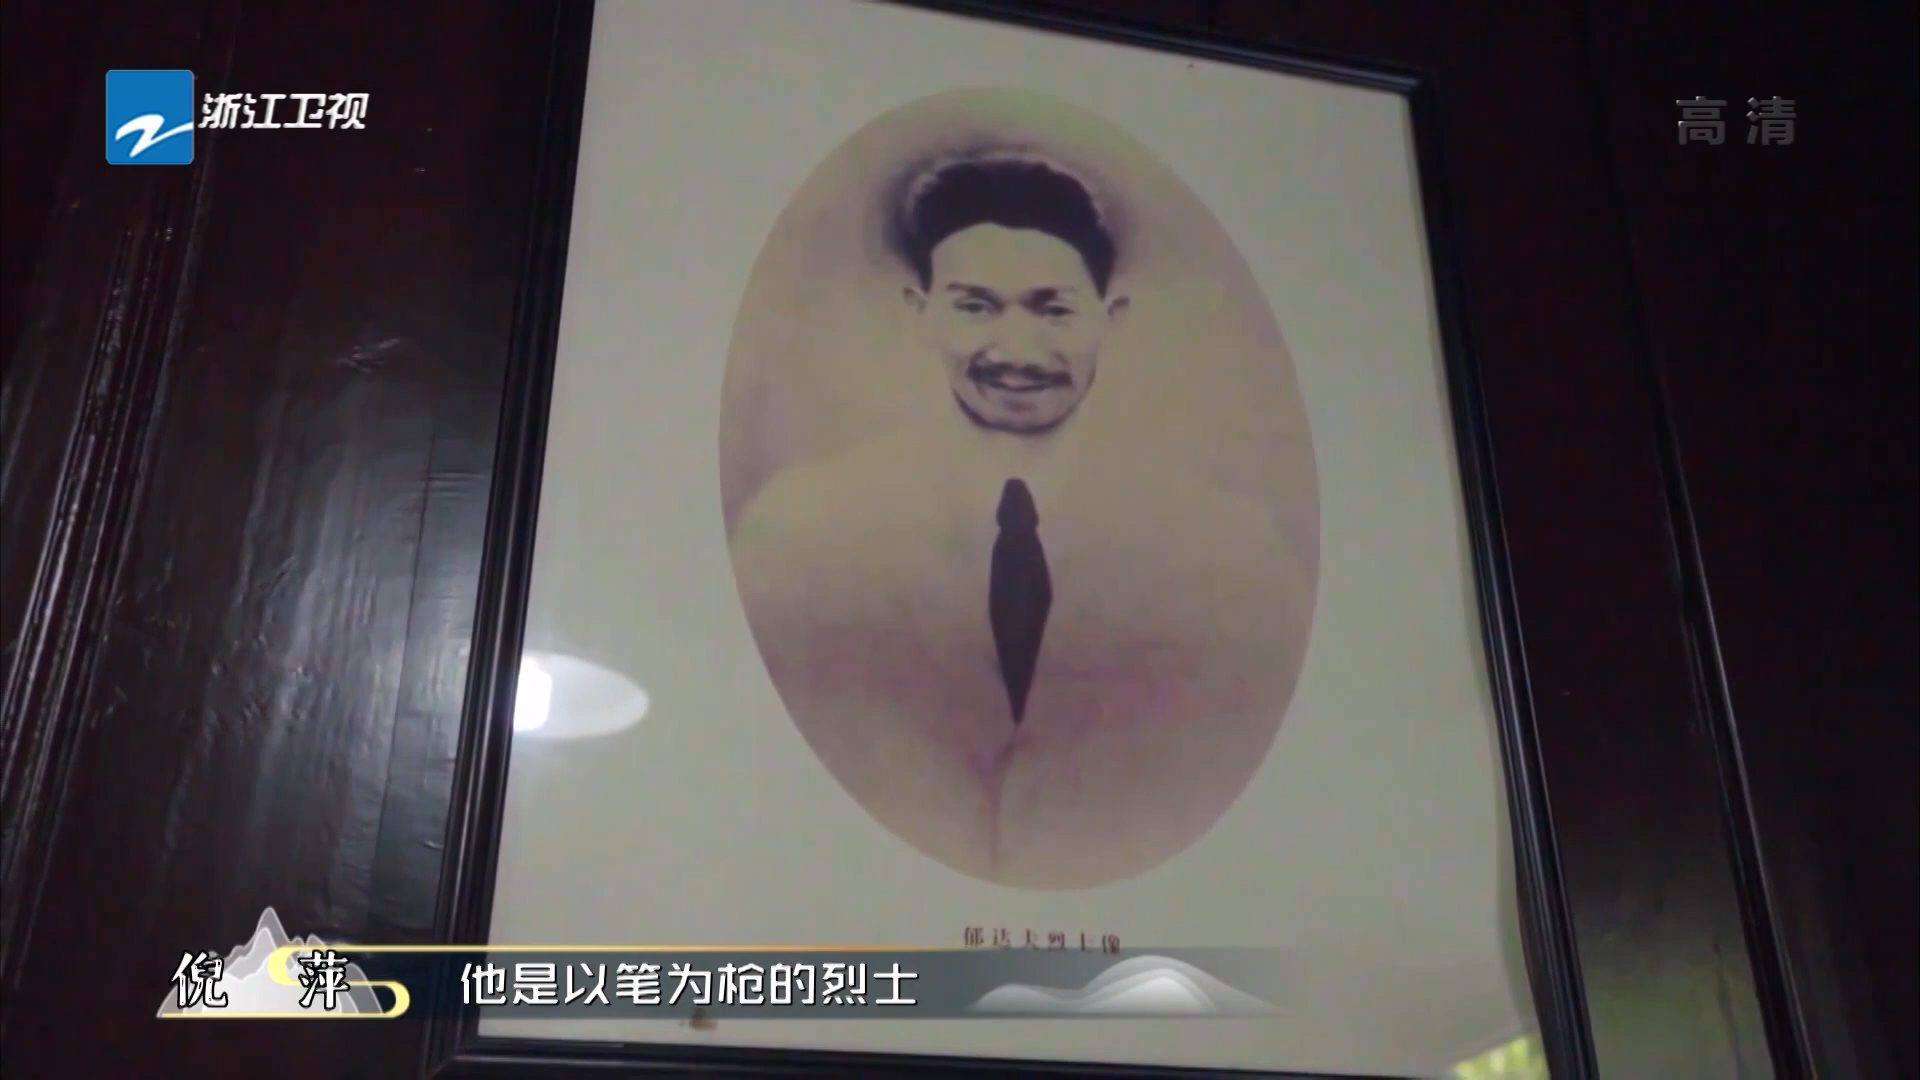 浙江卫视
高清
郁达夫烈士像
倪萍
他是以笔为枪的烈士